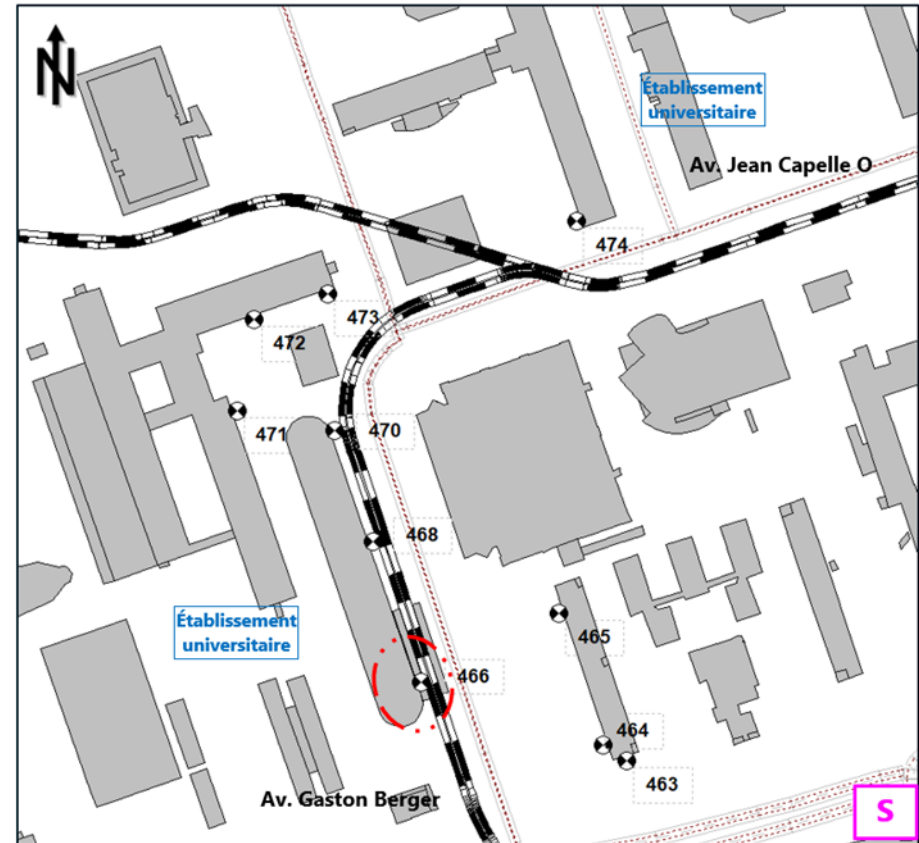 N
Établissement
universitaire
Av. Jean Capelle O
474
473
472
471
470
468
Établissement
universitaire
465
466
464
463
Av. Gaston Berger
S